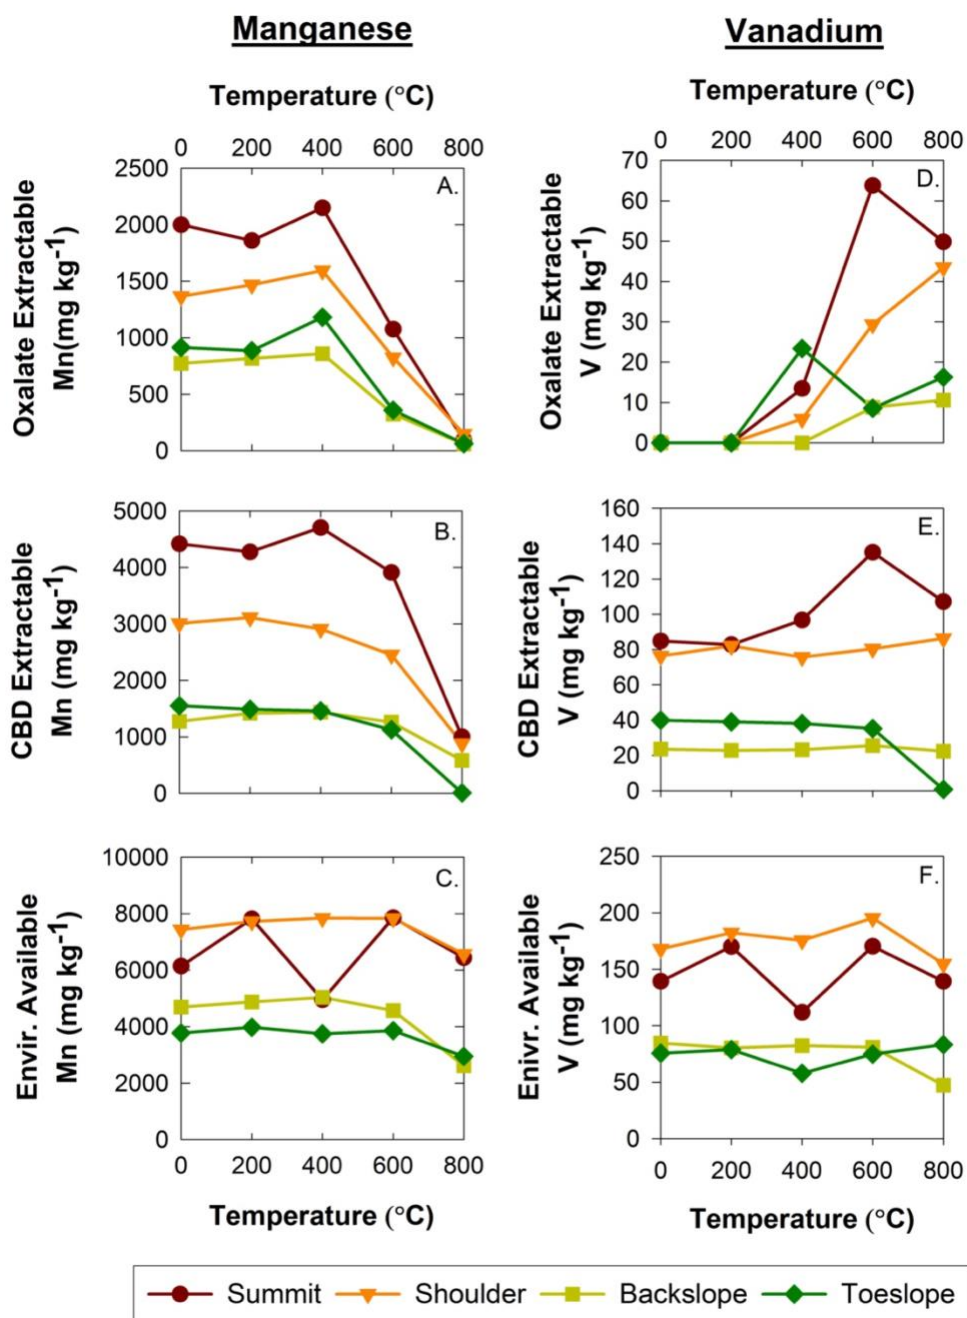 Manganese
Vanadium
Temperature (°C)
Temperature (°C)
0 200 400 600 800
0 200 400 600 800
Oxalate Extractable
Mn(mg kg⁻¹)
2500
2000
1500
1000
500
0
A.
Oxalate Extractable
V (mg kg⁻¹)
70
60
50
40
30
20
10
0
D.
CBD Extractable
Mn (mg kg⁻¹)
5000
4000
3000
2000
1000
0
B.
CBD Extractable
V (mg kg⁻¹)
160
140
120
100
80
60
40
20
0
E.
Envir. Available
Mn (mg kg⁻¹)
10000
8000
6000
4000
2000
0
C.
Enivr. Available
V (mg kg⁻¹)
250
200
150
100
50
0
F.
0 200 400 600 800
0 200 400 600 800
Temperature (°C)
Temperature (°C)
Summit Shoulder Backslope Toeslope